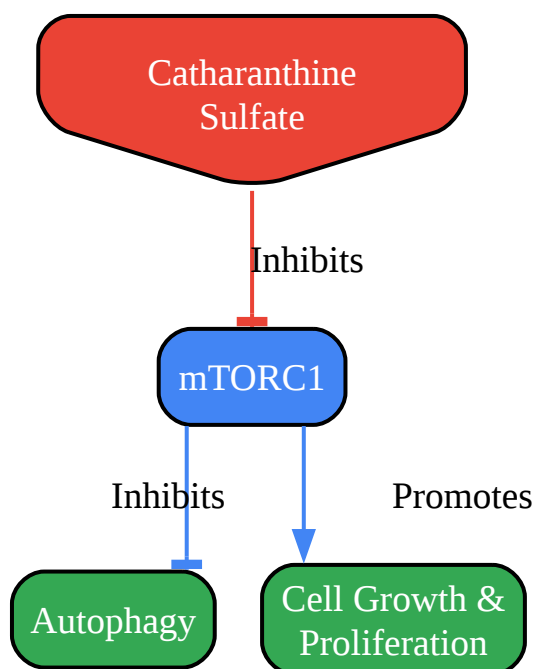 Catharanthine
Sulfate
Inhibits
mTORC1
Inhibits
Promotes
Autophagy
Cell Growth &
Proliferation